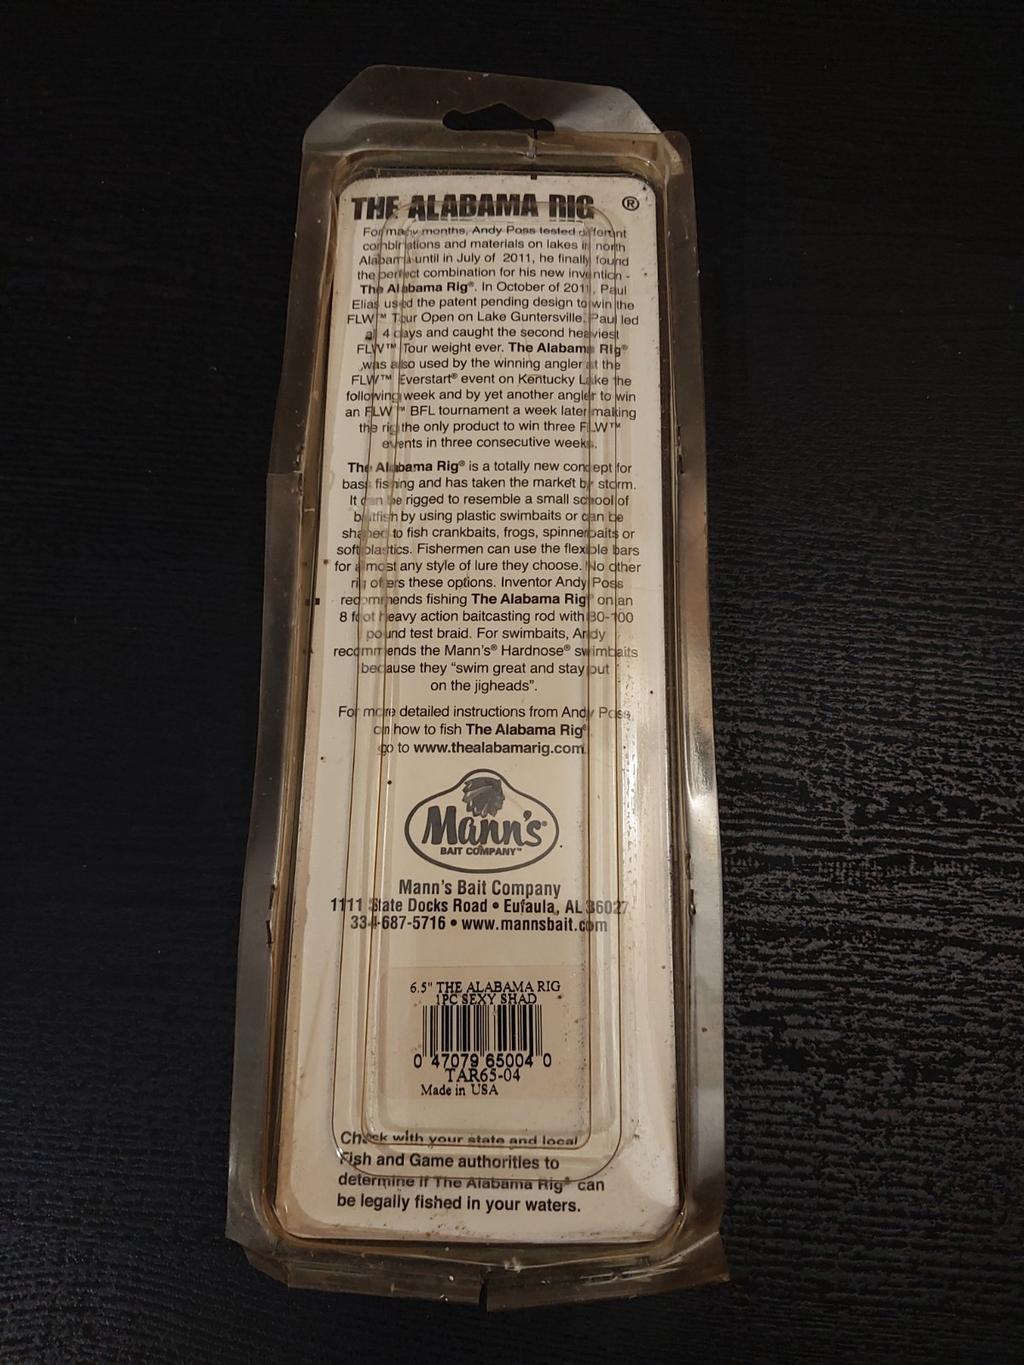 THE ALABAMA RIG ®
For many months, Andy Poss tested different
combinations and materials on lakes in north
Alabama until in July of 2011, he finally found
the perfect combination for his new invention -
The Alabama Rig®. In October of 2011, Paul
Elias used the patent pending design to win the
FLW™ Tour Open on Lake Guntersville. Paul led
all 4 days and caught the second heaviest
FLW™ Tour weight ever. The Alabama Rig®
was also used by the winning angler at the
FLW™ Everstart® event on Kentucky Lake the
following week and by yet another angler to win
an FLW™ BFL tournament a week later making
the rig the only product to win three FLW™
events in three consecutive weeks.
The Alabama Rig® is a totally new concept for
bass fishing and has taken the market by storm.
It can be rigged to resemble a small school of
baitfish by using plastic swimbaits or can be
shaped to fish crankbaits, frogs, spinnerbaits or
soft plastics. Fishermen can use the flexible bars
for almost any style of lure they choose. No other
rig offers these options. Inventor Andy Poss
recommends fishing The Alabama Rig® on an
8 foot heavy action baitcasting rod with 80-100
pound test braid. For swimbaits, Andy
recommends the Mann's® Hardnose® swimbaits
because they "swim great and stay put
on the jigheads".
For more detailed instructions from Andy Poss,
on how to fish The Alabama Rig®
go to www.thealabamarig.com.
Mann's®
BAIT COMPANY™
Mann's Bait Company
1111 State Docks Road • Eufaula, AL 36027
334-687-5716 • www.mannsbait.com
6.5" THE ALABAMA RIG
1PC SEXY SHAD
0 47079 65004 0
TAR65-04
Made in USA
Check with your state and local
Fish and Game authorities to
determine if The Alabama Rig® can
be legally fished in your waters.